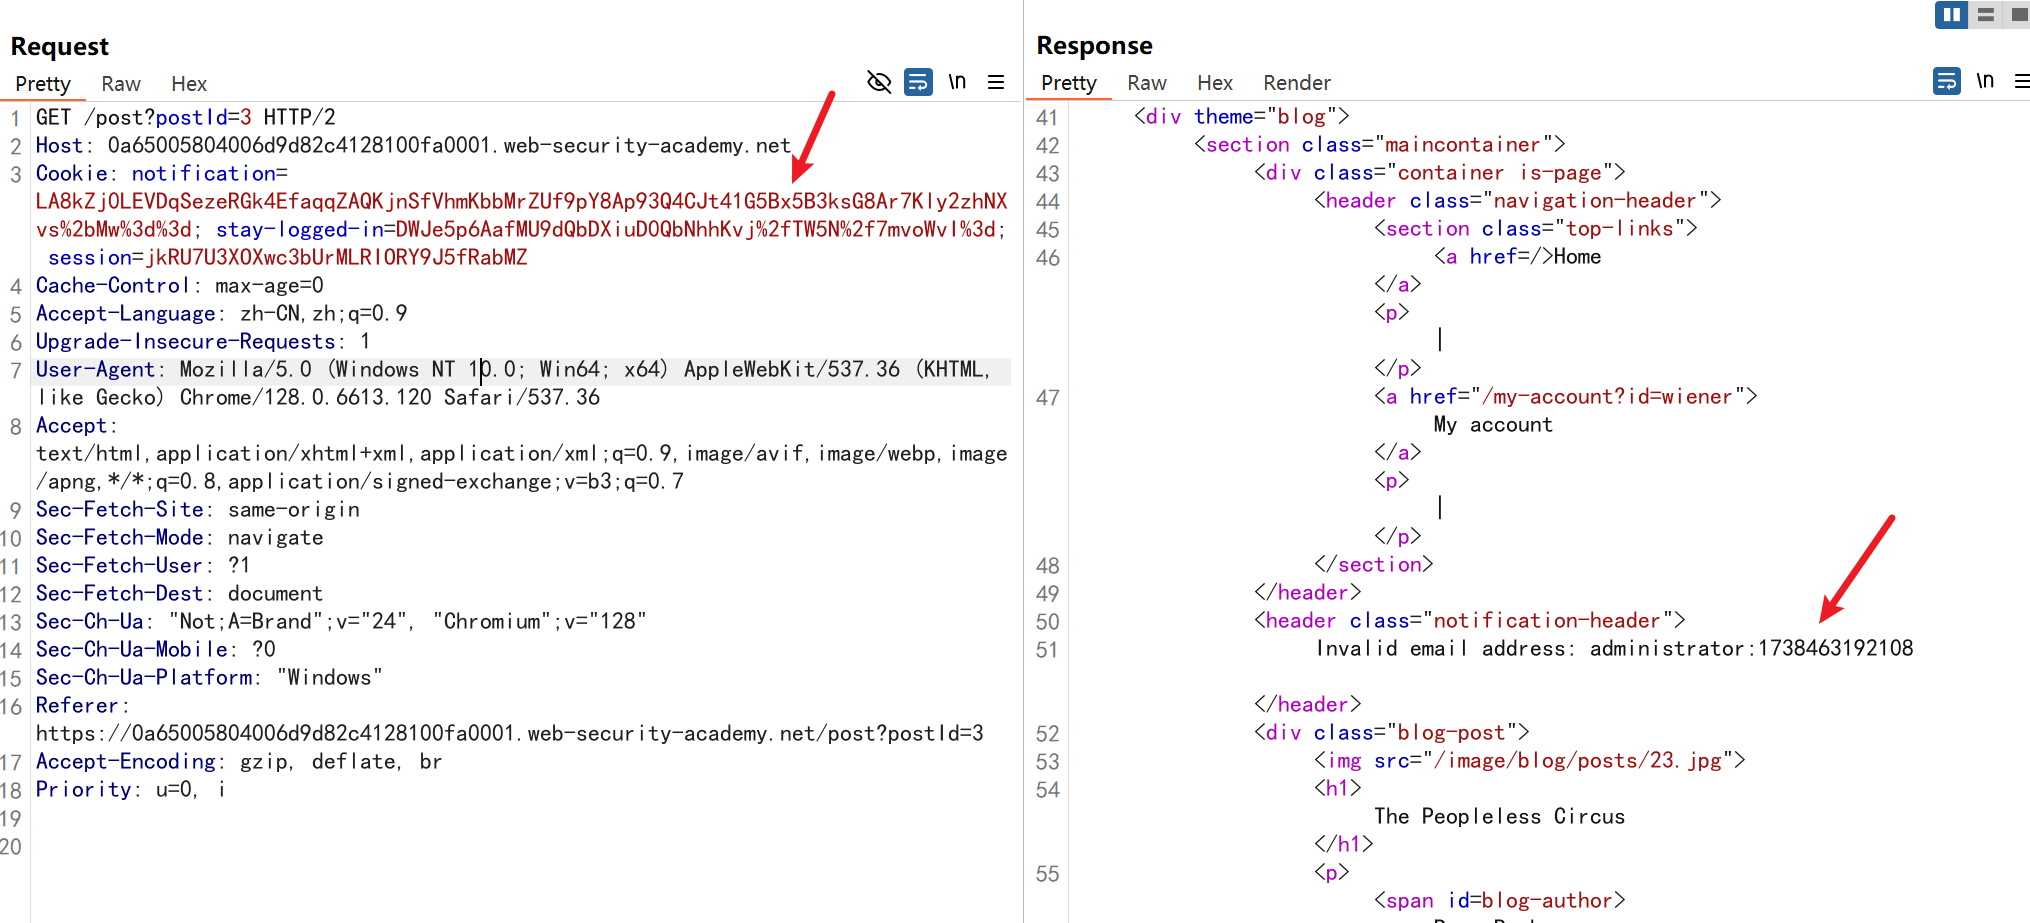 Request
Pretty Raw Hex
\n
1 GET /post?postId=3 HTTP/2
2 Host: 0a65005804006d9d82c4128100fa0001.web-security-academy.net
3 Cookie: notification=
LA8kZj0LEVDqSezeRGk4EfaqqZAQKjnSfVhmKbbMrZUf9pY8Ap93Q4CJt41G5Bx5B3ksG8Ar7Kly2zhNX
vs%2bMw%3d%3d; stay-logged-in=DWJe5p6AafMU9dQbDXiuD0QbNhhKvj%2fTW5N%2f7mvoWvI%3d;
session=jkRU7U3X0Xwc3bUrMLRlORY9J5fRabMZ
4 Cache-Control: max-age=0
5 Accept-Language: zh-CN,zh;q=0.9
6 Upgrade-Insecure-Requests: 1
7 User-Agent: Mozilla/5.0 (Windows NT 10.0; Win64; x64) AppleWebKit/537.36 (KHTML,
like Gecko) Chrome/128.0.6613.120 Safari/537.36
8 Accept:
text/html,application/xhtml+xml,application/xml;q=0.9,image/avif,image/webp,image
/apng,*/*;q=0.8,application/signed-exchange;v=b3;q=0.7
9 Sec-Fetch-Site: same-origin
10 Sec-Fetch-Mode: navigate
11 Sec-Fetch-User: ?1
12 Sec-Fetch-Dest: document
13 Sec-Ch-Ua: "Not;A=Brand";v="24", "Chromium";v="128"
14 Sec-Ch-Ua-Mobile: ?0
15 Sec-Ch-Ua-Platform: "Windows"
16 Referer:
https://0a65005804006d9d82c4128100fa0001.web-security-academy.net/post?postId=3
17 Accept-Encoding: gzip, deflate, br
18 Priority: u=0, i
19
20
Response
Pretty Raw Hex Render
\n
41 <div theme="blog">
42 <section class="maincontainer">
43 <div class="container is-page">
44 <header class="navigation-header">
45 <section class="top-links">
46 <a href=/>Home
</a>
<p>
|
</p>
47 <a href="/my-account?id=wiener">
My account
</a>
<p>
|
</p>
48 </section>
49 </header>
50 <header class="notification-header">
51 Invalid email address: administrator:1738463192108
</header>
52 <div class="blog-post">
53 <img src="/image/blog/posts/23.jpg">
54 <h1>
The Peopleless Circus
</h1>
55 <p>
<span id=blog-author>